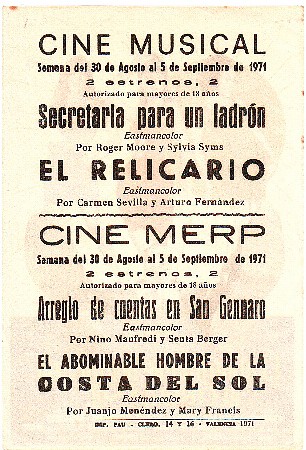 CINE MUSICAL
Semana del 30 de Agosto al 5 de Septiembre de 1971
2 estrenos, 2
Autorizado para mayores de 18 años
Secretaria para un ladrón
Eastmancolor
Por Roger Moore y Sylvia Syms
EL RELICARIO
Eastmancolor
Por Carmen Sevilla y Arturo Fernández
CINE MERP
Semana del 30 de Agosto al 5 de Septiembre de 1971
2 estrenos, 2
Autorizado para mayores de 18 años
Arreglo de cuentas en San Gennaro
Eastmancolor
Por Nino Manfredi y Senta Berger
EL ABOMINABLE HOMBRE DE LA
COSTA DEL SOL
Eastmancolor
Por Juanjo Menéndez y Mary Francis
IMP. PAU - CLERO, 14 Y 16 - VALENCIA 1971